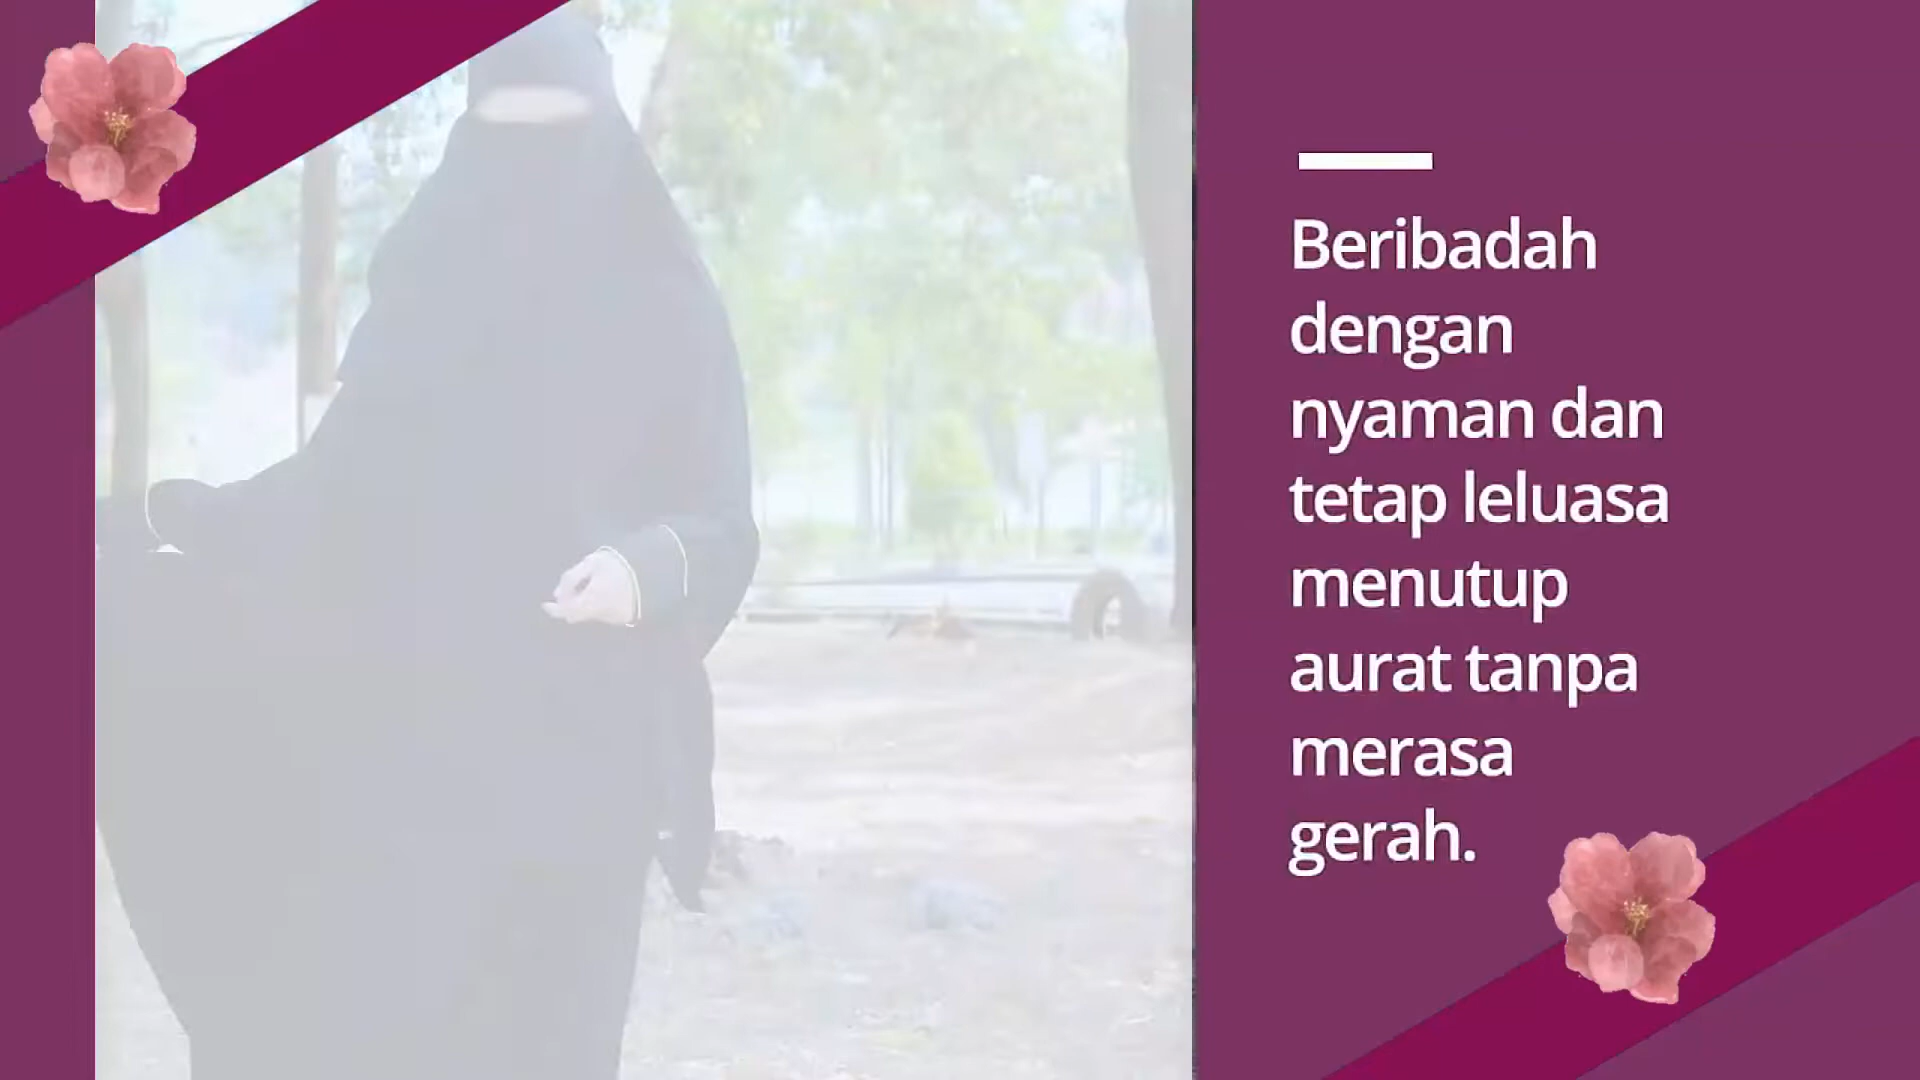 Beribadah
dengan
nyaman dan
tetap leluasa
menutup
aurat tanpa
merasa
gerah.